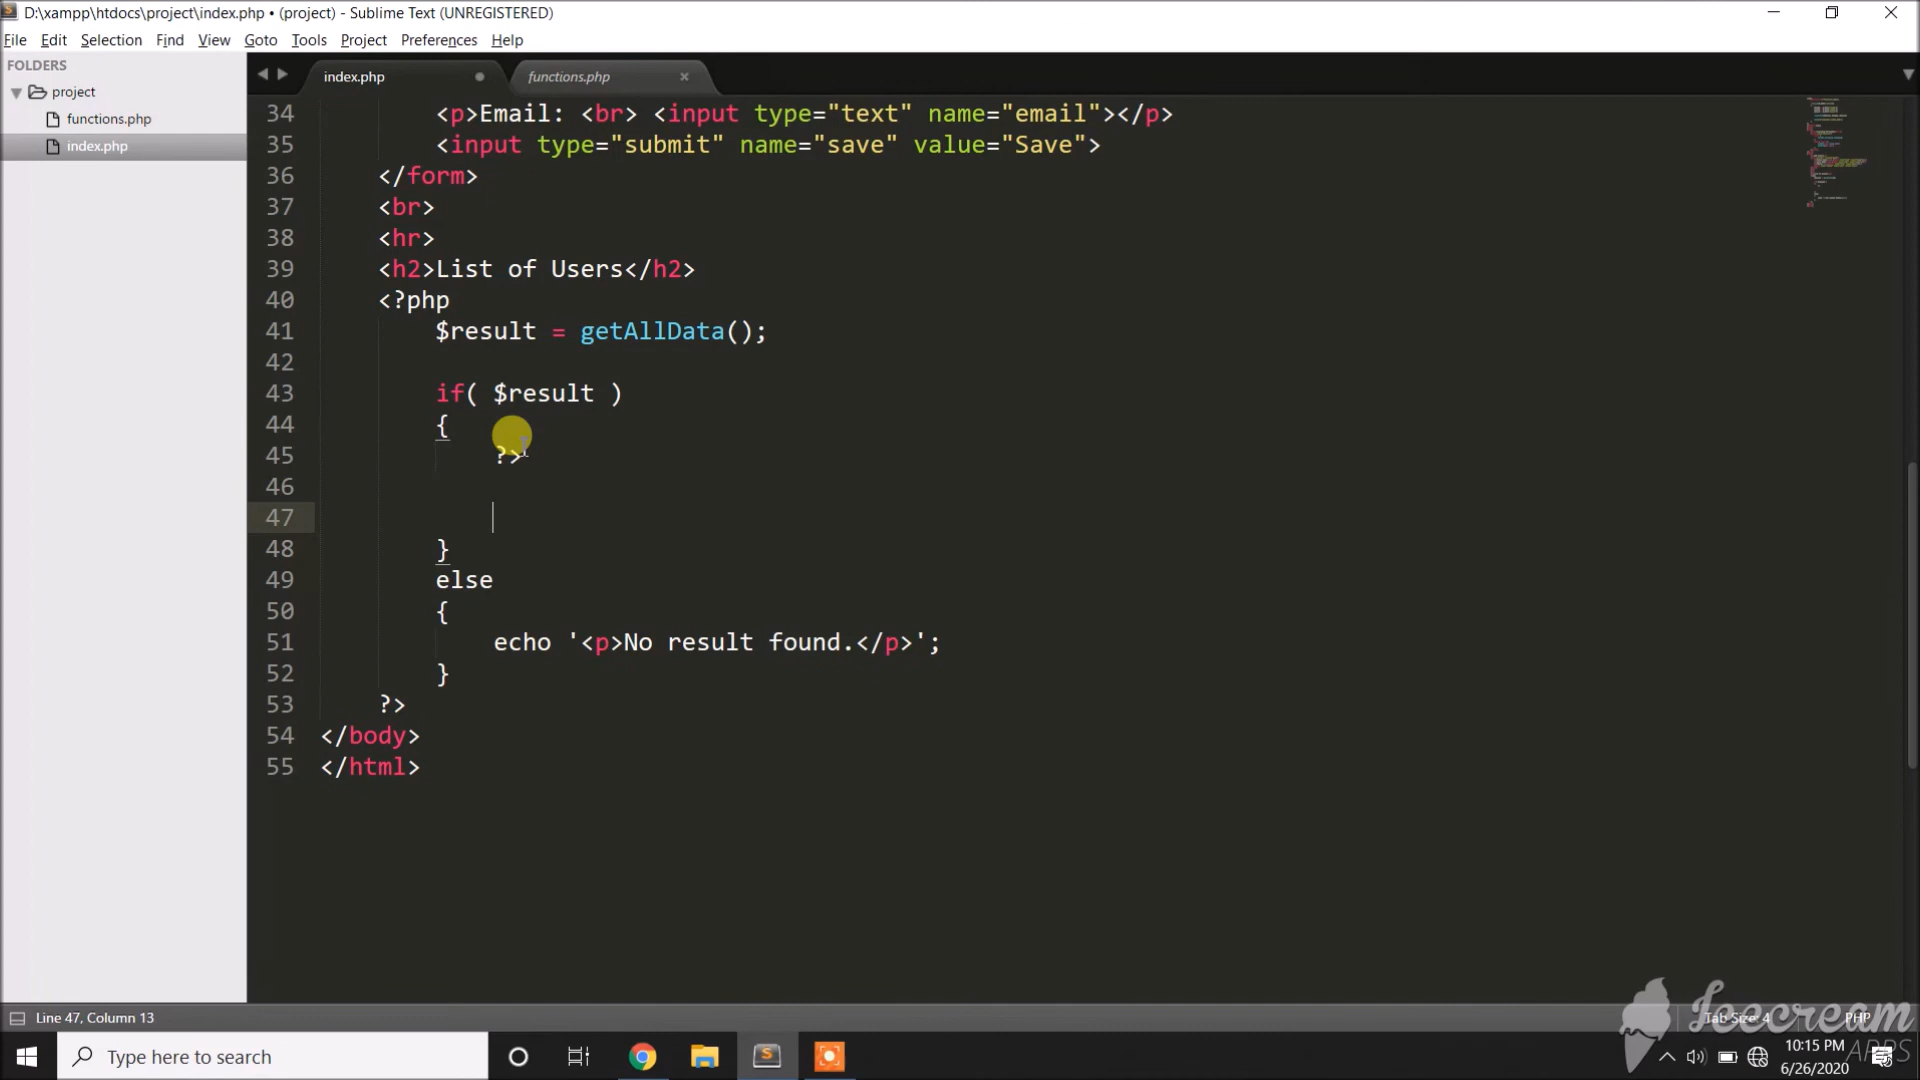 D:\xampp\htdocs\project\index.php • (project) - Sublime Text (UNREGISTERED)
File Edit Selection Find View Goto Tools Project Preferences Help
FOLDERS
project
functions.php
index.php
index.php functions.php
34 <p>Email: <br> <input type="text" name="email"></p>
35 <input type="submit" name="save" value="Save">
36 </form>
37 <br>
38 <hr>
39 <h2>List of Users</h2>
40 <?php
41 $result = getAllData();
42
43 if( $result )
44 {
45 ?>
46
47
48 }
49 else
50 {
51 echo '<p>No result found.</p>';
52 }
53 ?>
54 </body>
55 </html>
Line 47, Column 13
Tab Size: 4 PHP
Icecream
APPS
Type here to search
10:15 PM
6/26/2020